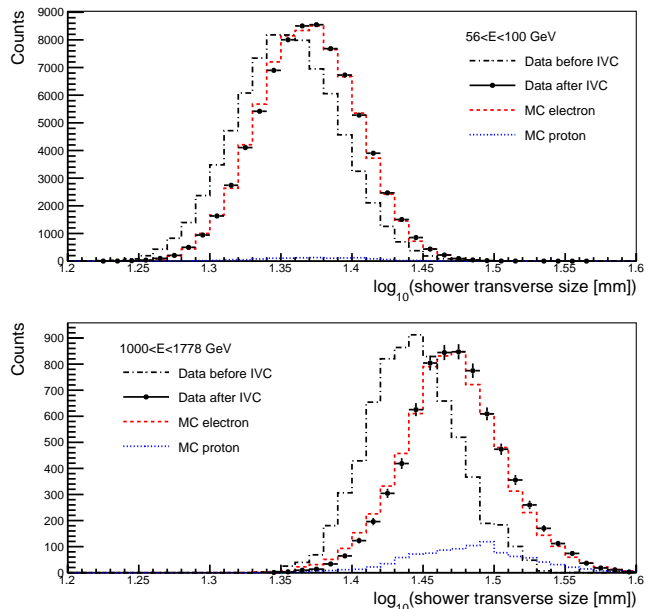 Counts
9000
8000
7000
6000
5000
4000
3000
2000
1000
0
56<E<100 GeV
Data before IVC
Data after IVC
MC electron
MC proton
1.2 1.25 1.3 1.35 1.4 1.45 1.5 1.55 1.6
log10(shower transverse size [mm])
Counts
900
800
700
600
500
400
300
200
100
0
1000<E<1778 GeV
Data before IVC
Data after IVC
MC electron
MC proton
1.2 1.25 1.3 1.35 1.4 1.45 1.5 1.55 1.6
log10(shower transverse size [mm])